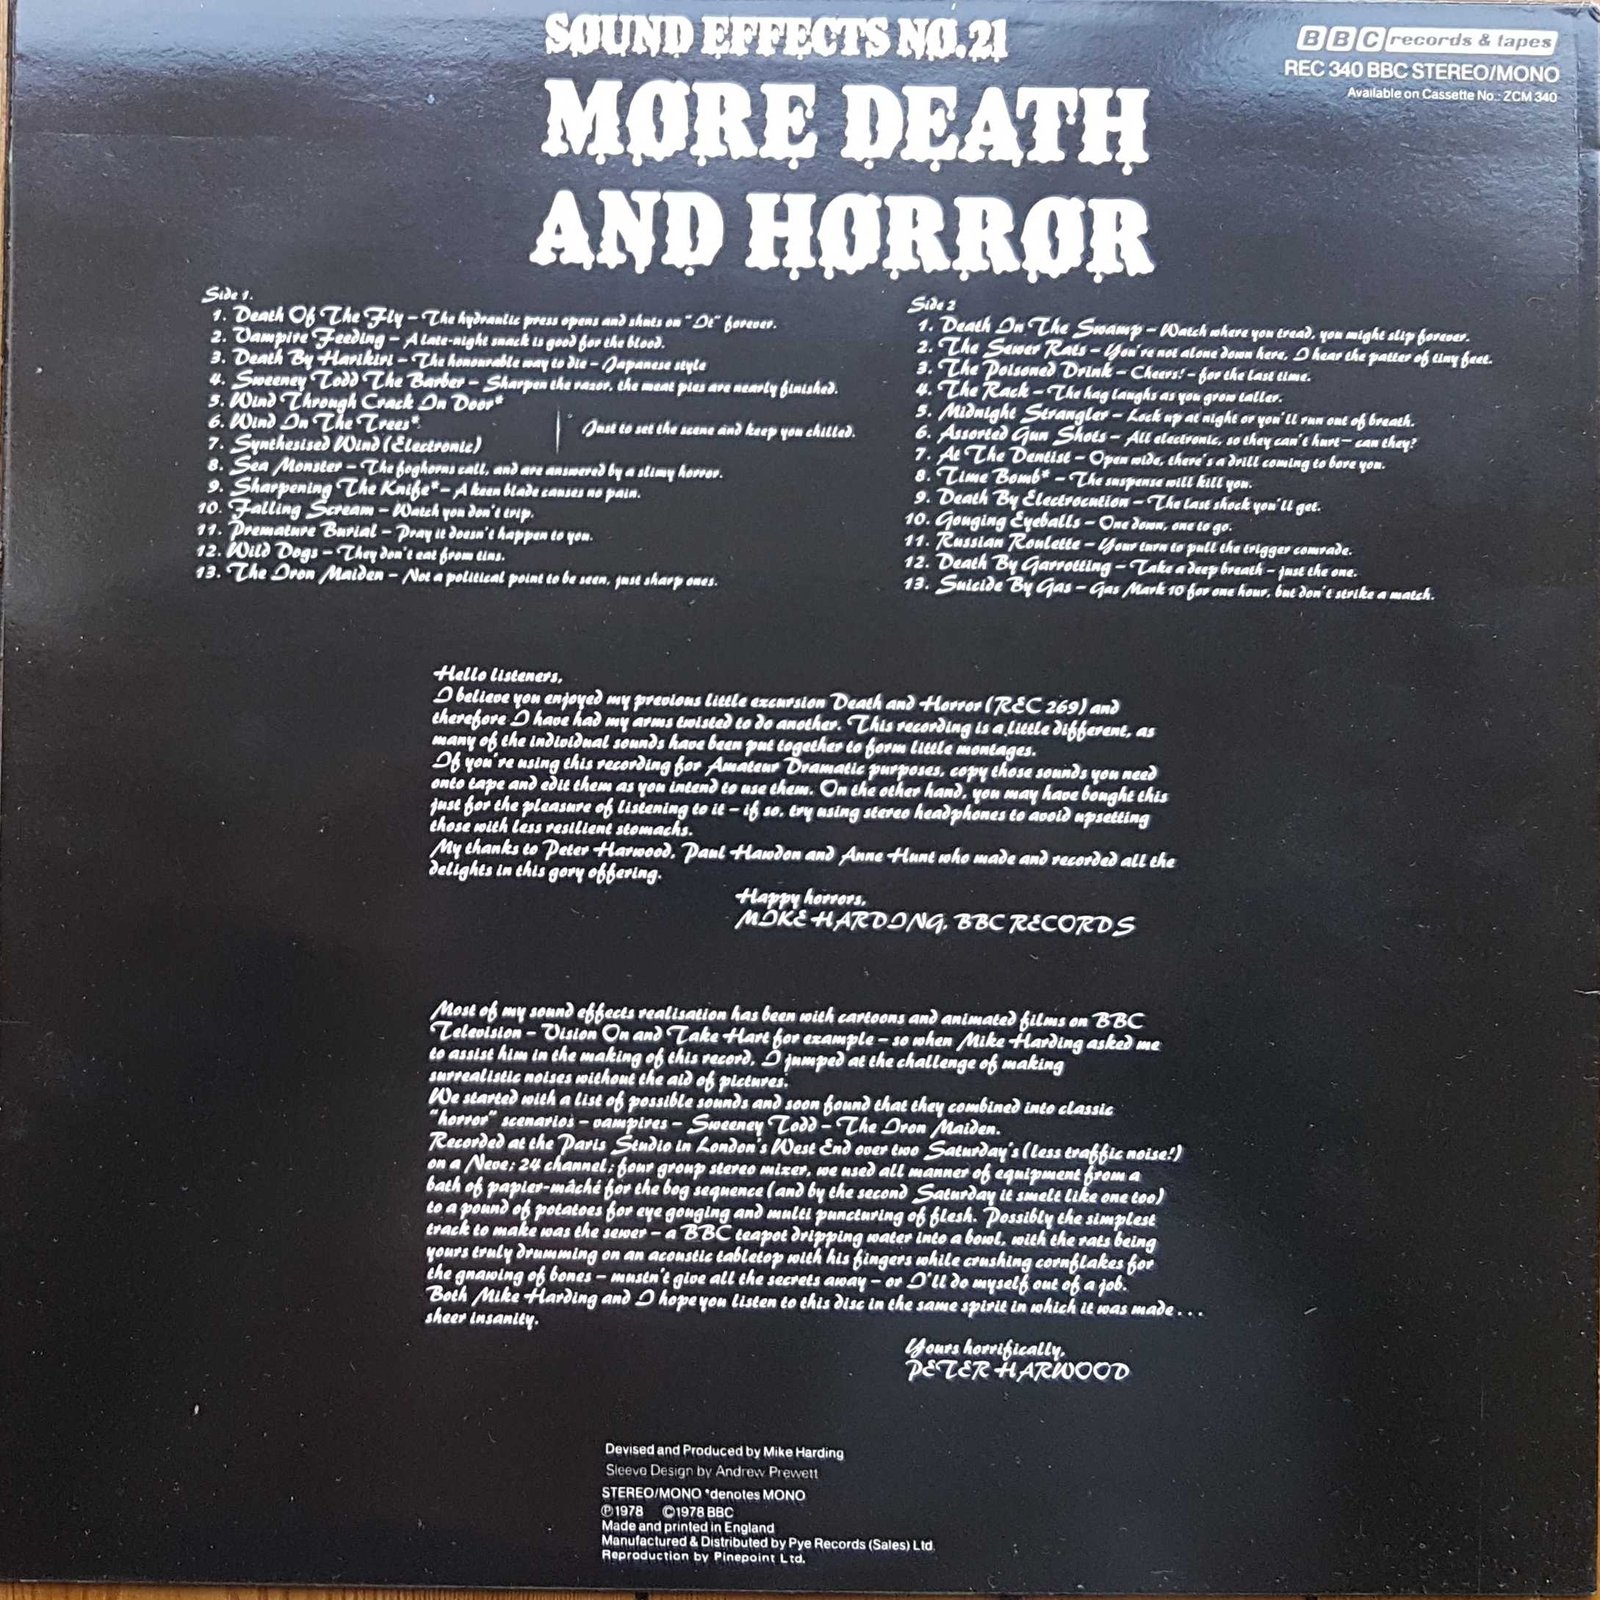 SOUND EFFECTS NO.21
MORE DEATH
AND HORROR
BBC records & tapes
REC 340 BBC STEREO/MONO
Available on Cassette No.: ZCM 340
Side 1.
1. Death Of The Fly – The hydraulic press opens and shuts on "It" forever.
2. Vampire Feeding – A late-night snack is good for the blood.
3. Death By Harikiri – The honourable way to die – Japanese style
4. Sweeney Todd The Barber – Sharpen the razor, the meat pies are nearly finished.
5. Wind Through Crack In Door*
6. Wind In The Trees*
7. Synthesised Wind (Electronic)
Just to set the scene and keep you chilled.
8. Sea Monster – The foghorns call, and are answered by a slimy horror.
9. Sharpening The Knife* – A keen blade causes no pain.
10. Falling Scream – Watch you don't trip.
11. Premature Burial – Pray it doesn't happen to you.
12. Wild Dogs – They don't eat from tins.
13. The Iron Maiden – Not a political point to be seen, just sharp ones.
Side 2
1. Death In The Swamp – Watch where you tread, you might slip forever.
2. The Sewer Rats – You're not alone down here, I hear the patter of tiny feet.
3. The Poisoned Drink – Cheers! – for the last time.
4. The Rack – The hag laughs as you grow taller.
5. Midnight Strangler – Lock up at night or you'll run out of breath.
6. Assorted Gun Shots – All electronic, so they can't hurt – can they?
7. At The Dentist – Open wide, there's a drill coming to bore you.
8. Time Bomb* – The suspense will kill you.
9. Death By Electrocution – The last shock you'll get.
10. Gouging Eyeballs – One down, one to go.
11. Russian Roulette – Your turn to pull the trigger comrade.
12. Death By Garrotting – Take a deep breath – just the one.
13. Suicide By Gas – Gas Mark 10 for one hour, but don't strike a match.
Hello listeners,
I believe you enjoyed my previous little excursion Death and Horror (REC 269) and
therefore I have had my arms twisted to do another. This recording is a little different, as
many of the individual sounds have been put together to form little montages.
If you're using this recording for Amateur Dramatic purposes, copy those sounds you need
onto tape and edit them as you intend to use them. On the other hand, you may have bought this
just for the pleasure of listening to it – if so, try using stereo headphones to avoid upsetting
those with less resilient stomachs.
My thanks to Peter Harwood, Paul Hawdon and Anne Hunt who made and recorded all the
delights in this gory offering.
Happy horrors,
MIKE HARDING, BBC RECORDS
Most of my sound effects realisation has been with cartoons and animated films on BBC
Television – Vision On and Take Hart for example – so when Mike Harding asked me
to assist him in the making of this record, I jumped at the challenge of making
surrealistic noises without the aid of pictures.
We started with a list of possible sounds and soon found that they combined into classic
"horror" scenarios – vampires – Sweeney Todd – The Iron Maiden.
Recorded at the Paris Studio in London's West End over two Saturday's (less traffic noise!)
on a Neve; 24 channel; four group stereo mixer, we used all manner of equipment from a
bath of papier-mâché for the bog sequence (and by the second Saturday it smelt like one too)
to a pound of potatoes for eye gouging and multi puncturing of flesh. Possibly the simplest
track to make was the sewer – a BBC teapot dripping water into a bowl, with the rats being
yours truly drumming on an acoustic tabletop with his fingers while crushing cornflakes for
the gnawing of bones – mustn't give all the secrets away – or I'll do myself out of a job.
Both Mike Harding and I hope you listen to this disc in the same spirit in which it was made . . .
sheer insanity.
Yours horrifically,
PETER HARWOOD
Devised and Produced by Mike Harding
Sleeve Design by Andrew Prewett
STEREO/MONO *denotes MONO
Ⓟ1978 ©1978 BBC
Made and printed in England
Manufactured & Distributed by Pye Records (Sales) Ltd.
Reproduction by Pinepoint Ltd.